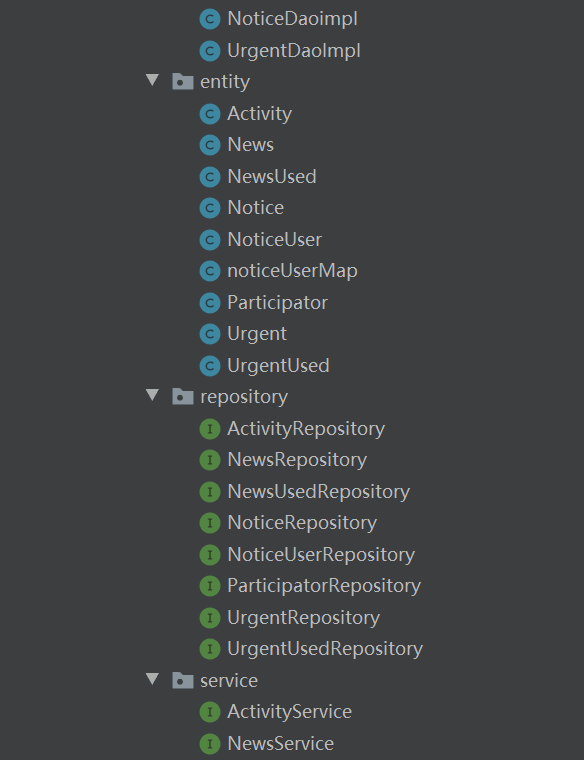 NoticeDaoimpl
UrgentDaoImpl
entity
Activity
News
NewsUsed
Notice
NoticeUser
noticeUserMap
Participator
Urgent
UrgentUsed
repository
ActivityRepository
NewsRepository
NewsUsedRepository
NoticeRepository
NoticeUserRepository
ParticipatorRepository
UrgentRepository
UrgentUsedRepository
service
ActivityService
NewsService